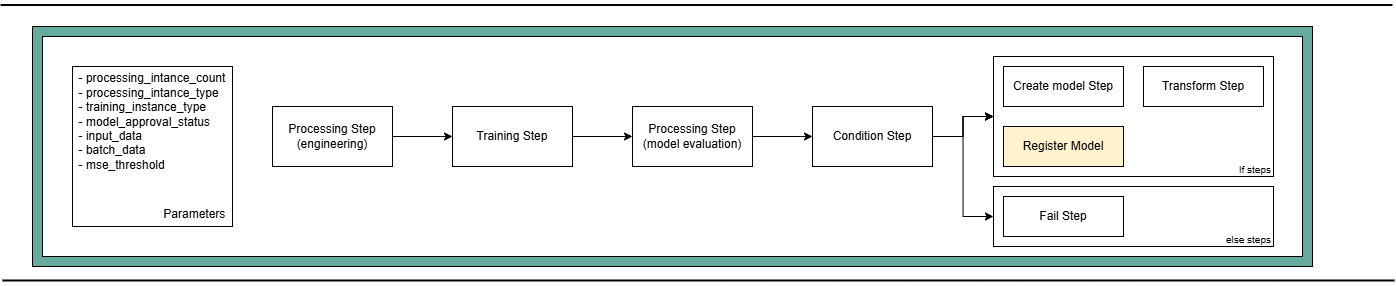 - processing_intance_count
- processing_intance_type
- training_instance_type
- model_approval_status
- input_data
- batch_data
- mse_threshold
Parameters
Processing Step
(engineering)
Training Step
Processing Step
(model evaluation)
Condition Step
Create model Step
Transform Step
Register Model
If steps
Fail Step
else steps